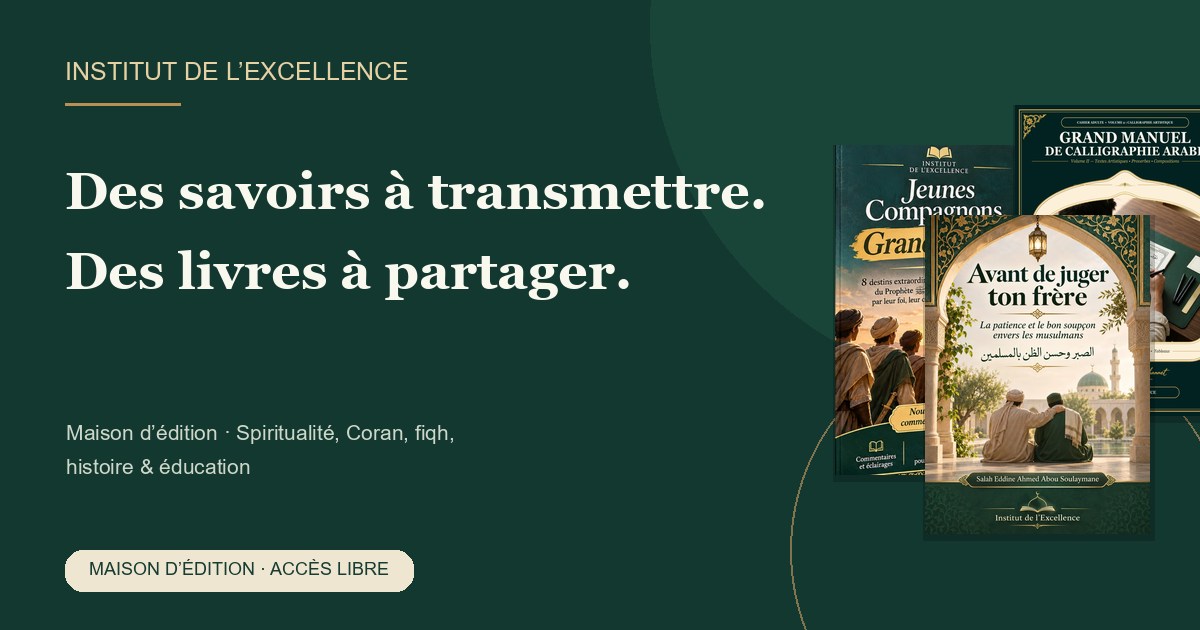 INSTITUT DE L’EXCELLENCE
Des savoirs à transmettre.
Des livres à partager.
Maison d’édition · Spiritualité, Coran, fiqh,
histoire & éducation
MAISON D’ÉDITION · ACCÈS LIBRE
INSTITUT
DE L’EXCELLENCE
Jeunes
Compagnons
8 destins
du Prophète
par leur foi, leur
Commentaires
et éclairages
GRAND MANUEL
DE CALLIGRAPHIE ARABE
Avant de juger
ton frère
La patience et le bon soupçon
envers les musulmans
الصبر وحسن الظن بالمسلمين
Salah Eddine Ahmed Abou Soulaymane
Institut de l’Excellence